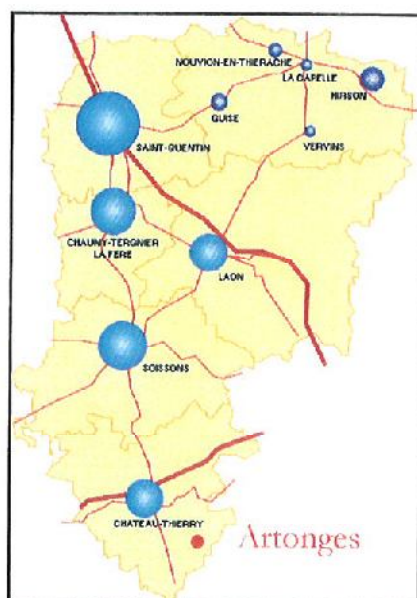 NOUVION-EN-THIERACHE
LA CAPELLE
HIRSON
GUISE
VERVINS
SAINT-QUENTIN
CHAUNY-TERGNIER
LA FERE
LAON
SOISSONS
CHATEAU-THIERRY
Artonges